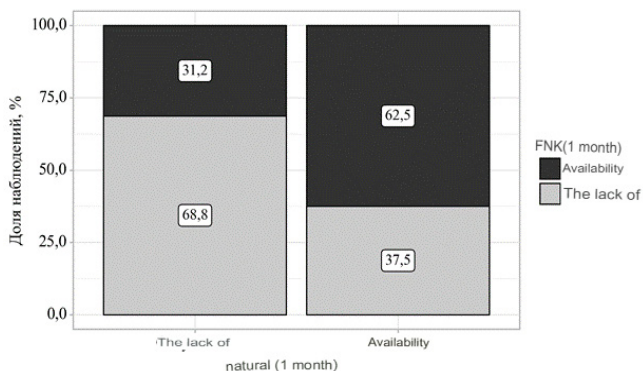 100,0
75,0
50,0
25,0
0,0
Доля наблюдений, %
31,2
68,8
62,5
37,5
The lack of
Availability
natural (1 month)
FNK(1 month)
Availability
The lack of